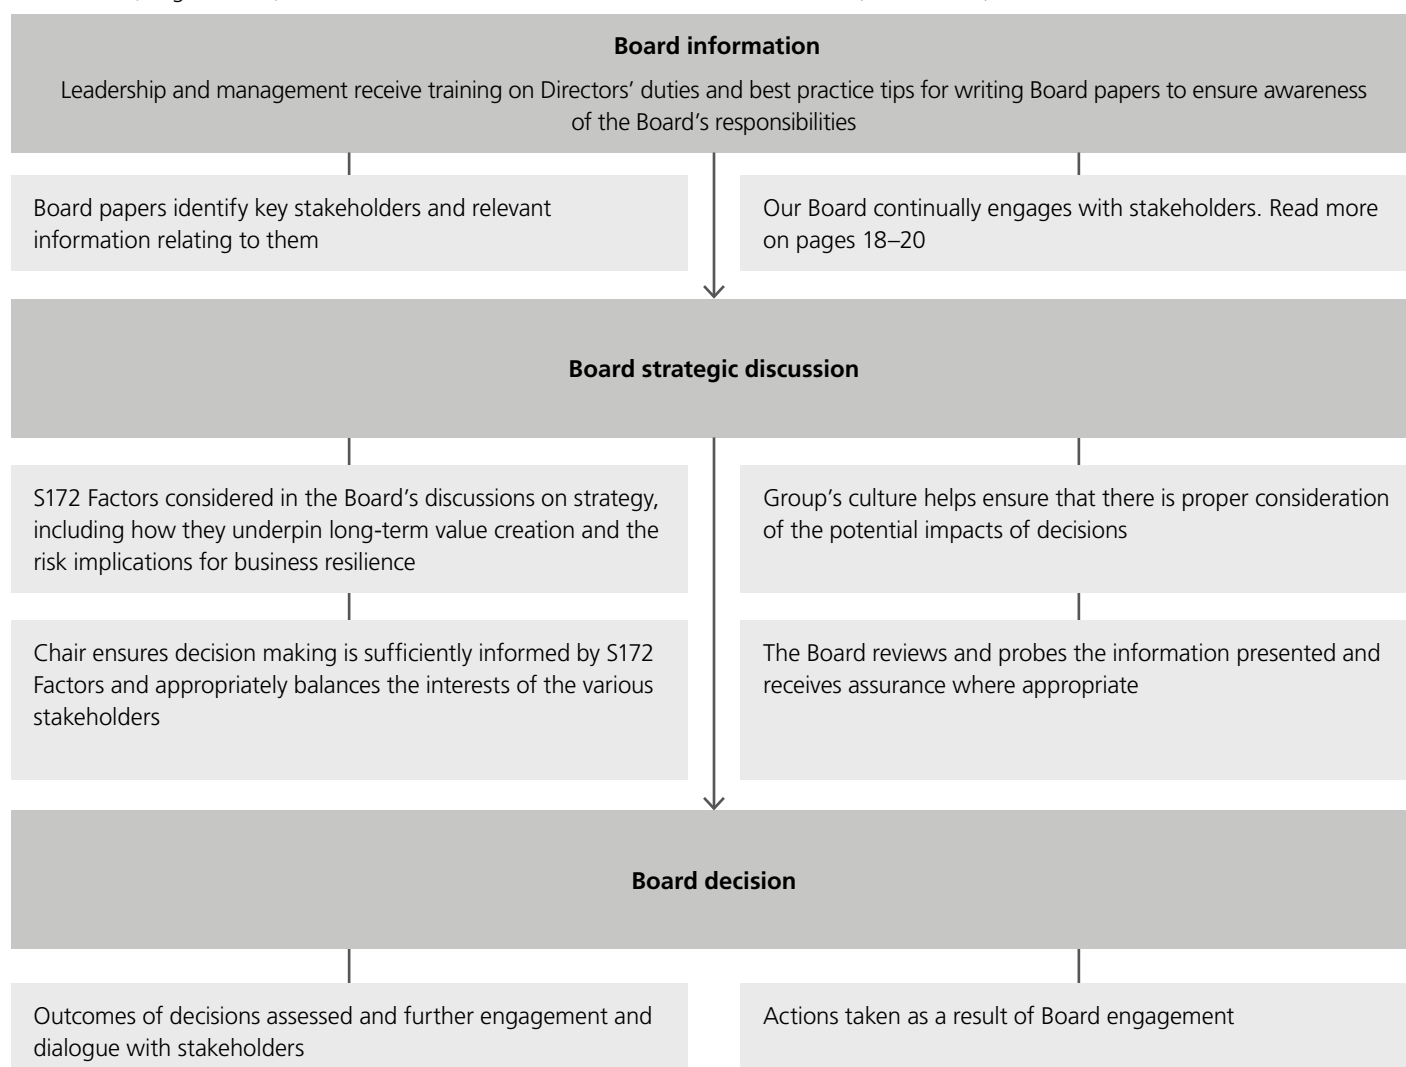 Board information
Leadership and management receive training on Directors’ duties and best practice tips for writing Board papers to ensure awareness
of the Board’s responsibilities
Board papers identify key stakeholders and relevant
information relating to them
Our Board continually engages with stakeholders. Read more
on pages 18–20
Board strategic discussion
S172 Factors considered in the Board’s discussions on strategy,
including how they underpin long-term value creation and the
risk implications for business resilience
Group’s culture helps ensure that there is proper consideration
of the potential impacts of decisions
Chair ensures decision making is sufficiently informed by S172
Factors and appropriately balances the interests of the various
stakeholders
The Board reviews and probes the information presented and
receives assurance where appropriate
Board decision
Outcomes of decisions assessed and further engagement and
dialogue with stakeholders
Actions taken as a result of Board engagement